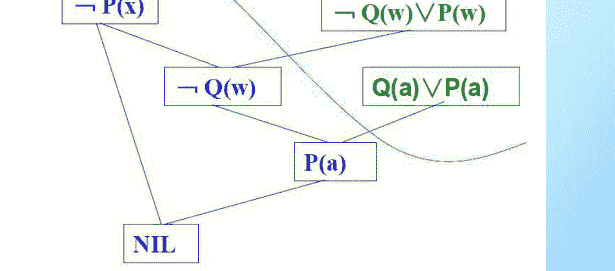 ¬ P(x)
¬ Q(w)∨P(w)
¬ Q(w)
Q(a)∨P(a)
P(a)
NIL